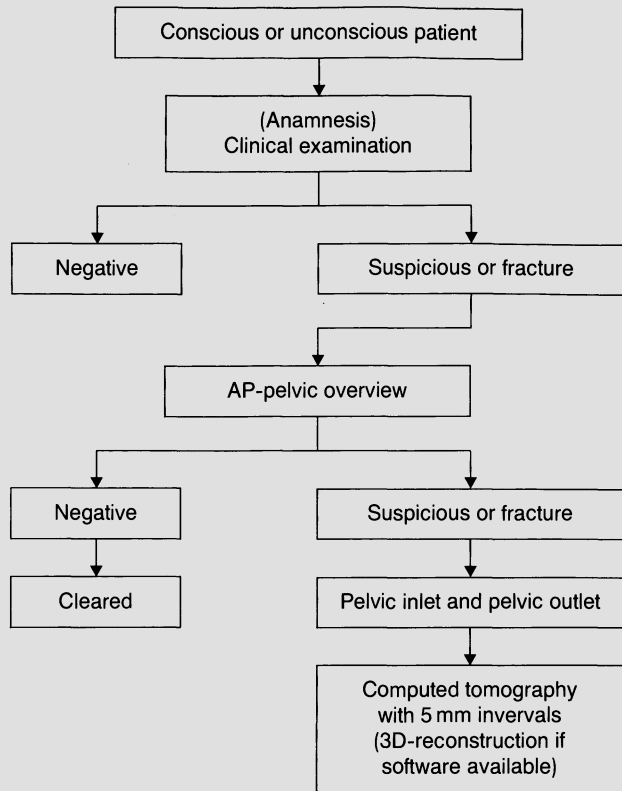 Conscious or unconscious patient
(Anamnesis)
Clinical examination
Negative
Suspicious or fracture
AP-pelvic overview
Negative
Suspicious or fracture
Cleared
Pelvic inlet and pelvic outlet
Computed tomography
with 5 mm invervals
(3D-reconstruction if
software available)